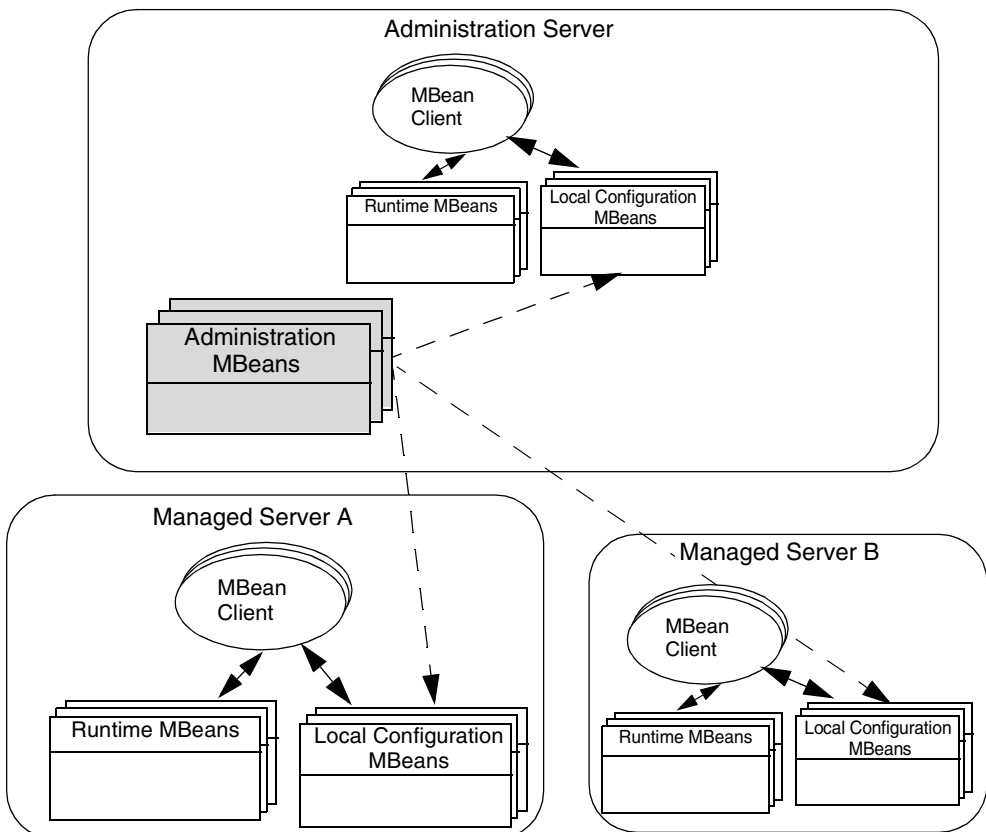 Administration Server
MBean
Client
Runtime MBeans
Local Configuration
MBeans
Administration
MBeans
Managed Server A
MBean
Client
Runtime MBeans
Local Configuration
MBeans
Managed Server B
MBean
Client
Runtime MBeans
Local Configuration
MBeans